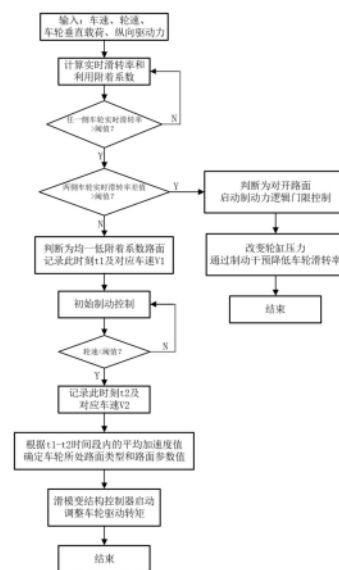 输入：车速、轮速、
车轮垂直载荷、纵向驱动力
计算实时滑转率和
利用附着系数
任一侧车轮实时滑转率
>阈值？
N
Y
两侧车轮实时滑转率差值
>阈值？
Y
N
判断为对开路面
启动制动力逻辑门限控制
改变轮缸压力
通过制动干预降低车轮滑转率
结束
判断为均一低附着系数路面
记录此时刻t1及对应车速V1
初始制动控制
轮速≤阈值？
N
Y
记录此时刻t2及
对应车速V2
根据t1-t2时间段内的平均加速度值
确定车轮所处路面类型和路面参数值
滑模变结构控制器启动
调整车轮驱动转矩
结束